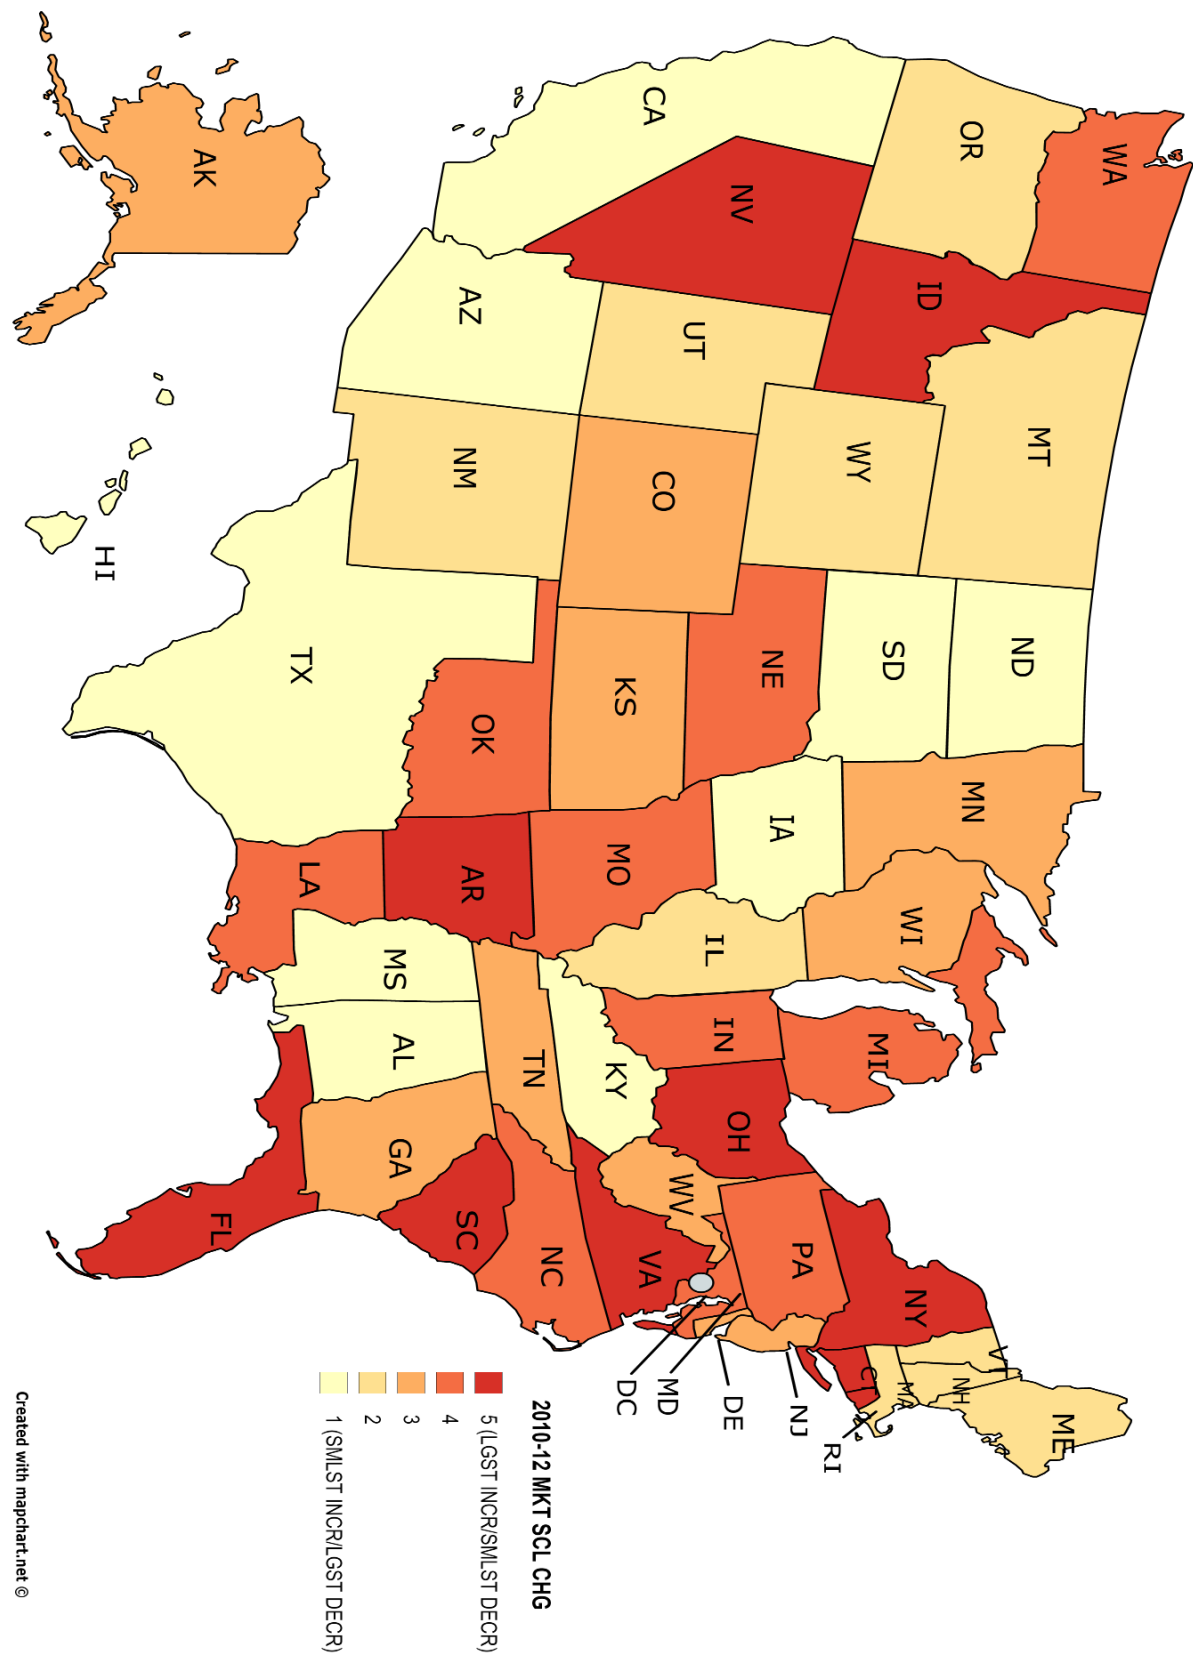 WA
OR
CA
NV
ID
MT
WY
UT
AZ
CO
NM
ND
SD
NE
KS
OK
TX
MN
IA
MO
AR
LA
WI
IL
MS
MI
IN
KY
TN
AL
OH
WV
GA
FL
SC
NC
VA
PA
NY
VT
NH
ME
MA
CT
RI
NJ
DE
MD
DC
AK
HI
2010-12 MKT SCL CHG
5 (LGST INCR/SMLST DECR)
4
3
2
1 (SMLST INCR/LGST DECR)
Created with mapchart.net ©